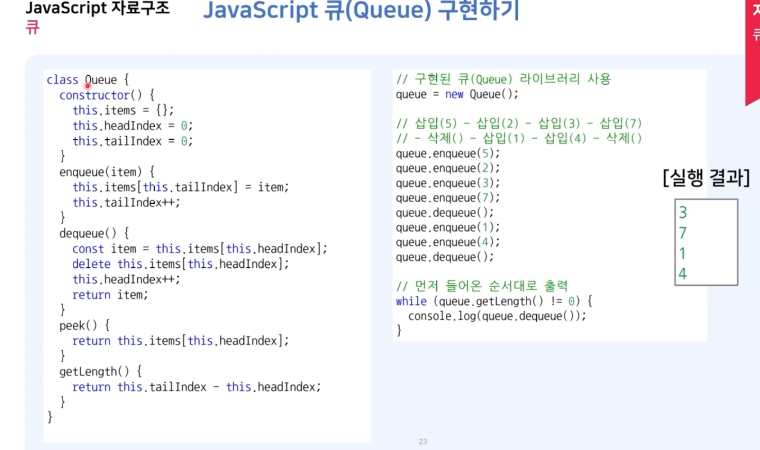 JavaScript 자료구조
큐
JavaScript 큐(Queue) 구현하기
class Queue {
constructor() {
this.items = {};
this.headIndex = 0;
this.tailIndex = 0;
}
enqueue(item) {
this.items[this.tailIndex] = item;
this.tailIndex++;
}
dequeue() {
const item = this.items[this.headIndex];
delete this.items[this.headIndex];
this.headIndex++;
return item;
}
peek() {
return this.items[this.headIndex];
}
getLength() {
return this.tailIndex - this.headIndex;
}
}
// 구현된 큐(Queue) 라이브러리 사용
queue = new Queue();
// 삽입(5) - 삽입(2) - 삽입(3) - 삽입(7)
// - 삭제() - 삽입(1) - 삽입(4) - 삭제()
queue.enqueue(5);
queue.enqueue(2);
queue.enqueue(3);
queue.enqueue(7);
queue.dequeue();
queue.enqueue(1);
queue.enqueue(4);
queue.dequeue();
// 먼저 들어온 순서대로 출력
while (queue.getLength() != 0) {
console.log(queue.dequeue());
}
[실행 결과]
3
7
1
4
23